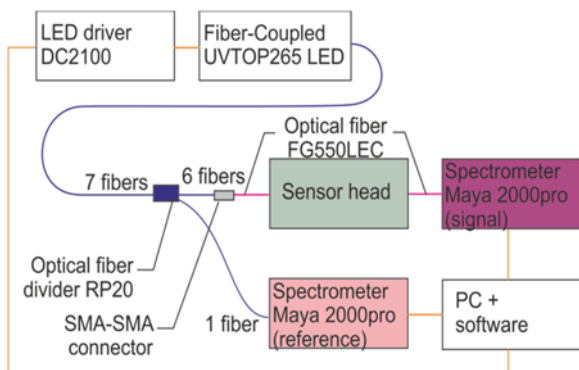 LED driver
DC2100
Fiber-Coupled
UVTOP265 LED
Optical fiber
FG550LEC
7 fibers
6 fibers
Sensor head
Spectrometer
Maya 2000pro
(signal)
Optical fiber
divider RP20
SMA-SMA
connector
1 fiber
Spectrometer
Maya 2000pro
(reference)
PC +
software